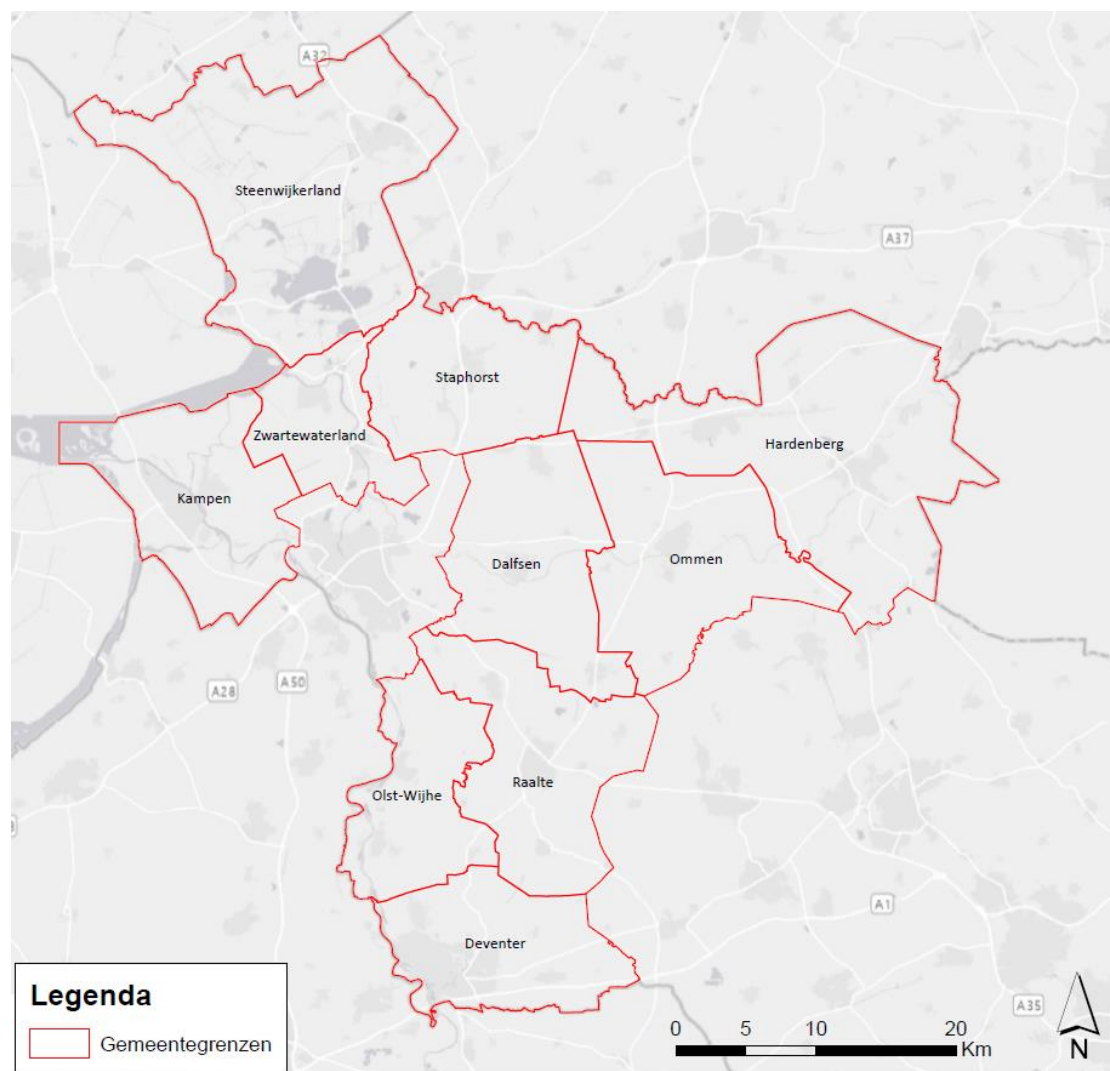 A32
Steenwijkerland
A37
Staphorst
Hardenberg
Zwartewaterland
Kampen
Dalfsen
Ommen
A28
A50
Raalte
Olst-Wijhe
A1
Deventer
Legenda
Gemeentegrenzen
A35
0 5 10 20
Km
N